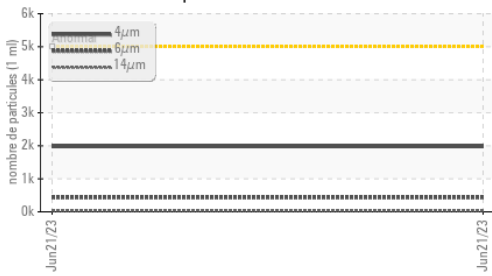 6k
5k
4k
3k
2k
1k
0k
nombre de particules (1 ml)
Anormal
4µm
6µm
14µm
Jun21/23
Jun21/23